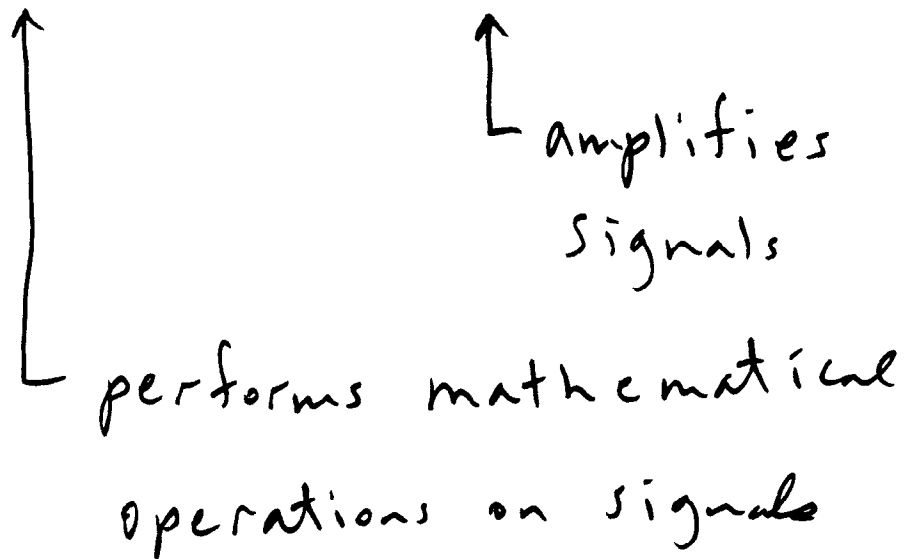 amplifies
signals
performs mathematical
operations on signals